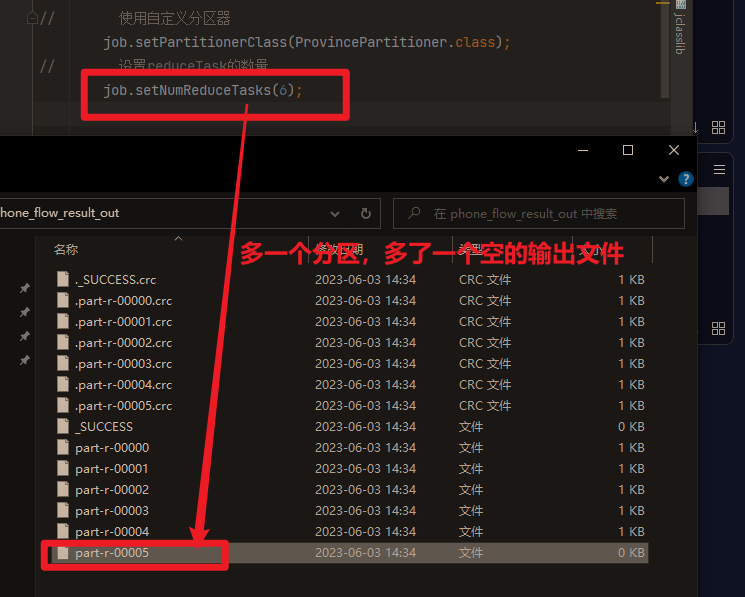 // 使用自定义分区器
job.setPartitionerClass(ProvincePartitioner.class);
// 设置reduceTask的数量
job.setNumReduceTasks(6);
jclasslib
hone_flow_result_out
在 phone_flow_result_out 中搜索
多一个分区，多了一个空的输出文件
名称 修改日期 类型 大小
._SUCCESS.crc 2023-06-03 14:34 CRC 文件 1 KB
.part-r-00000.crc 2023-06-03 14:34 CRC 文件 1 KB
.part-r-00001.crc 2023-06-03 14:34 CRC 文件 1 KB
.part-r-00002.crc 2023-06-03 14:34 CRC 文件 1 KB
.part-r-00003.crc 2023-06-03 14:34 CRC 文件 1 KB
.part-r-00004.crc 2023-06-03 14:34 CRC 文件 1 KB
.part-r-00005.crc 2023-06-03 14:34 CRC 文件 1 KB
_SUCCESS 2023-06-03 14:34 文件 0 KB
part-r-00000 2023-06-03 14:34 文件 1 KB
part-r-00001 2023-06-03 14:34 文件 1 KB
part-r-00002 2023-06-03 14:34 文件 1 KB
part-r-00003 2023-06-03 14:34 文件 1 KB
part-r-00004 2023-06-03 14:34 文件 1 KB
part-r-00005 2023-06-03 14:34 文件 0 KB